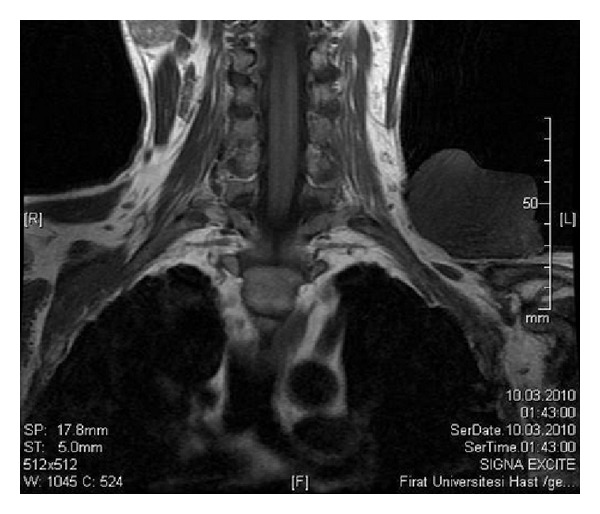 50
[R]
[L]
mm
10.03.2010
01:43:00
SP: 17.8mm
SerDate.10.03.2010
ST: 5.0mm
SerTime.01:43:00
512x512
SIGNA EXCITE
W: 1045 C: 524
[F]
Firat Universitesi Hast /ge...